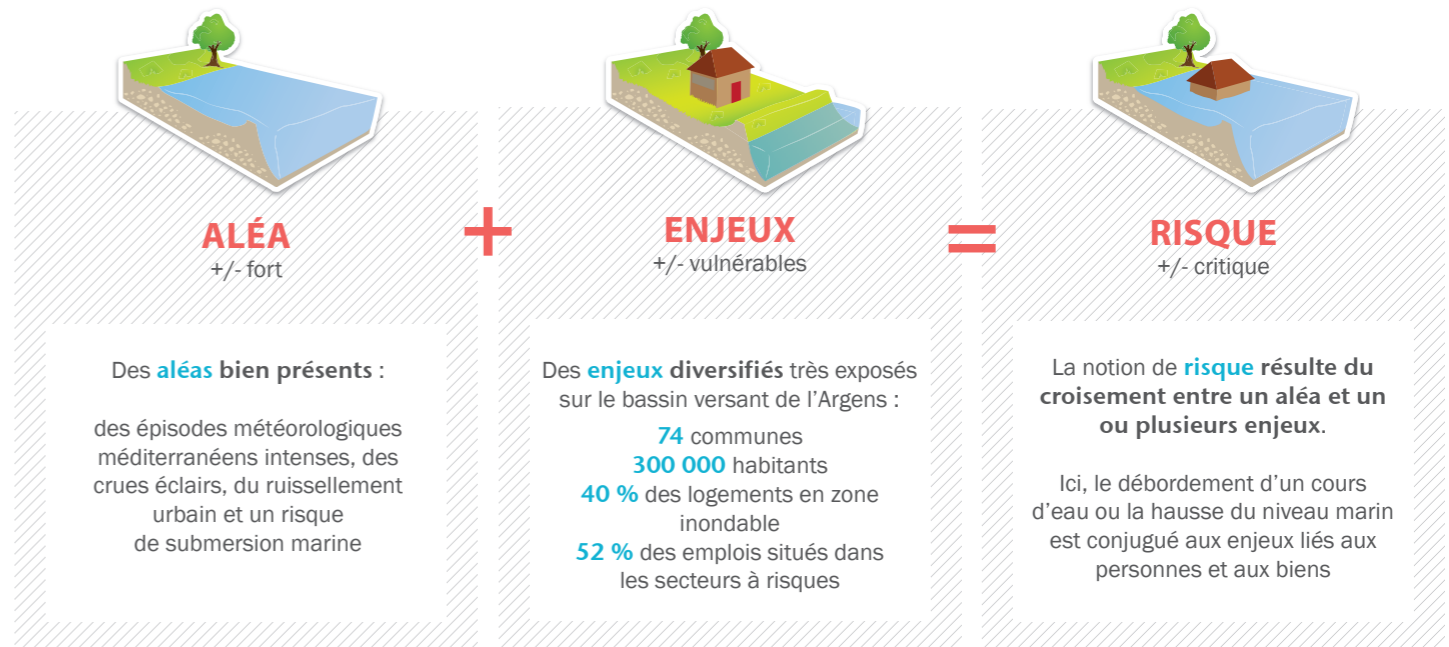 ALÉA
+/- fort
Des aléas bien présents :
des épisodes météorologiques
méditerranéens intenses, des
crues éclairs, du ruissellement
urbain et un risque
de submersion marine
+
ENJEUX
+/- vulnérables
Des enjeux diversifiés très exposés
sur le bassin versant de l’Argens :
74 communes
300 000 habitants
40 % des logements en zone
inondable
52 % des emplois situés dans
les secteurs à risques
=
RISQUE
+/- critique
La notion de risque résulte du
croisement entre un aléa et un
ou plusieurs enjeux.
Ici, le débordement d’un cours
d’eau ou la hausse du niveau marin
est conjugué aux enjeux liés aux
personnes et aux biens